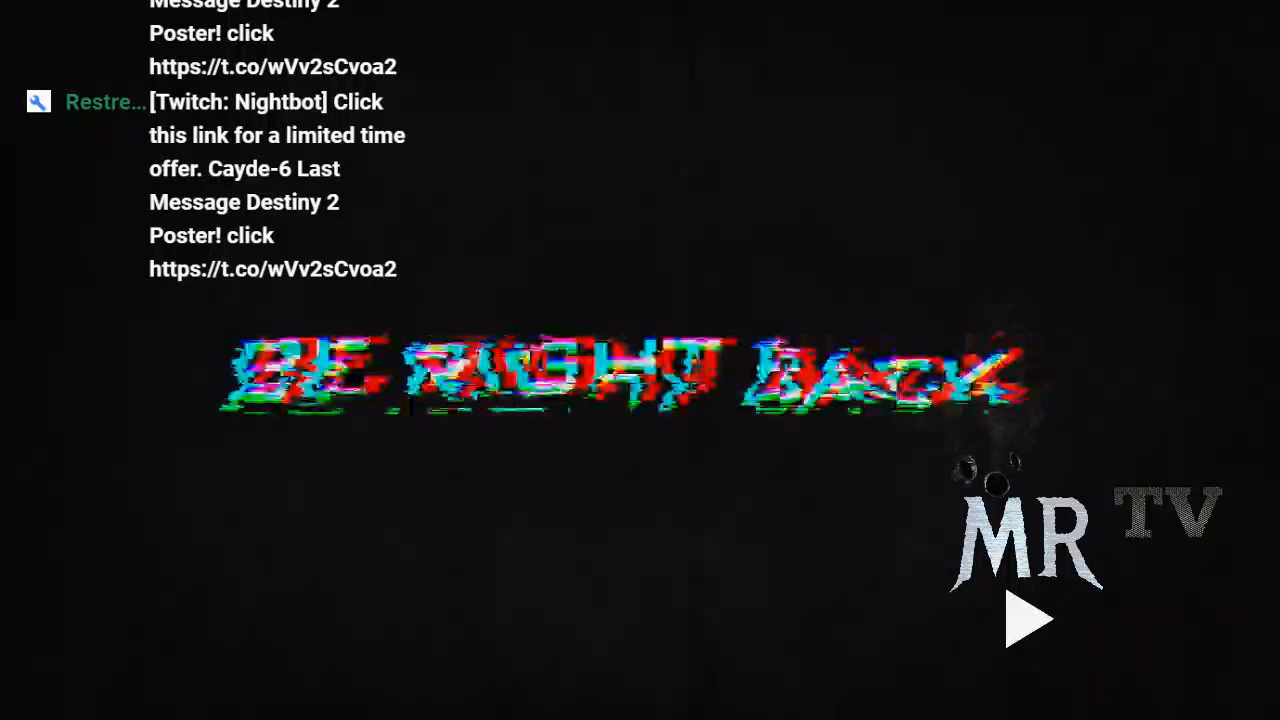 Message Destiny 2
Poster! click
https://t.co/wVv2sCvoa2
Restre... [Twitch: Nightbot] Click
this link for a limited time
offer. Cayde-6 Last
Message Destiny 2
Poster! click
https://t.co/wVv2sCvoa2
BE RIGHT BACK
MR TV